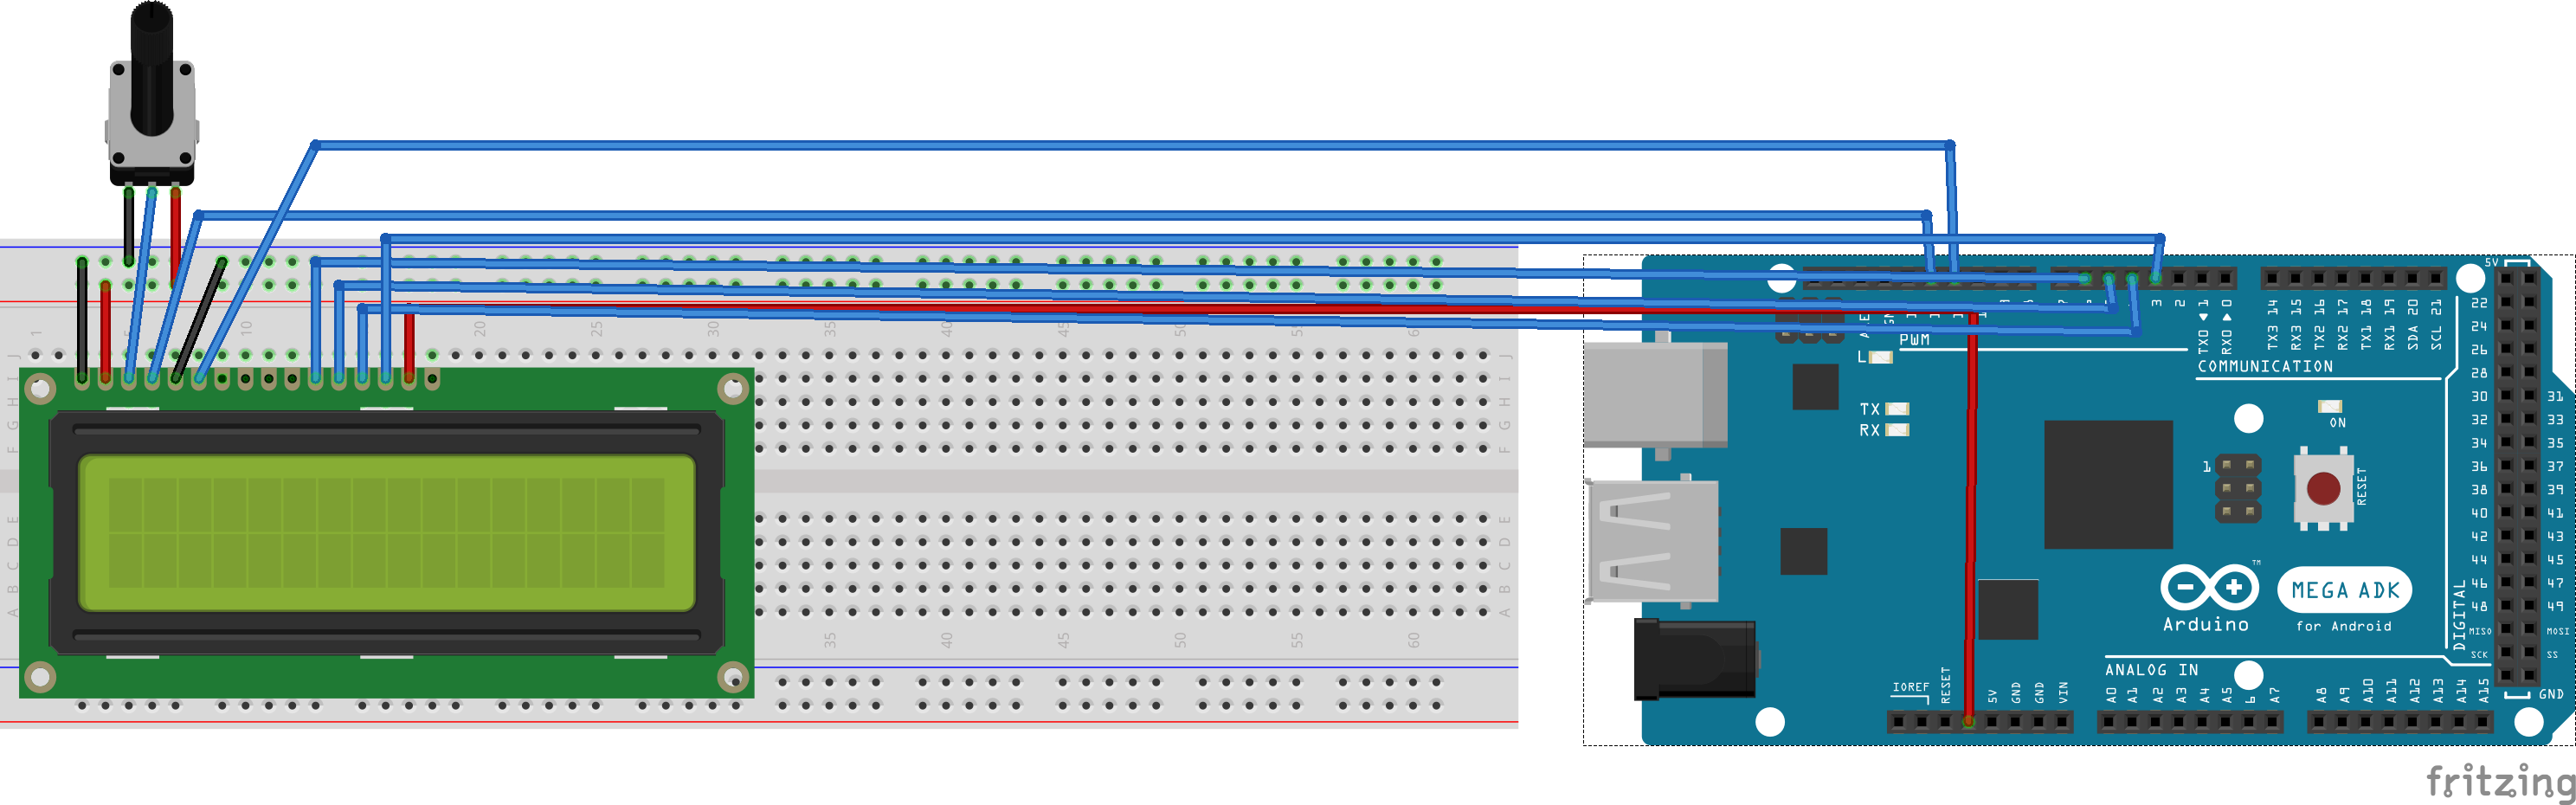 1
5
10
20
25
30
35
40
45
50
55
60
J
I
H
G
F
E
D
C
B
A
J
I
H
G
F
E
D
C
B
A
35
40
45
50
55
60
5V
3
2
TX0 ◀ 1
RX0 ▶ 0
TX3 14
RX3 15
TX2 16
RX2 17
TX1 18
RX1 19
SDA 20
SCL 21
PWM
L
COMMUNICATION
TX
RX
ON
1
RESET
22
24
26
28
30 31
32 33
34 35
36 37
38 39
40 41
42 43
44 45
46 47
48 49
MISO MOSI
SCK SS
DIGITAL
GND
TM
MEGA ADK
Arduino
for Android
ANALOG IN
IOREF
RESET
5V
GND
GND
VIN
A0
A1
A2
A3
A4
A5
A7
A8
A9
A10
A11
A12
A13
A14
A15
fritzing